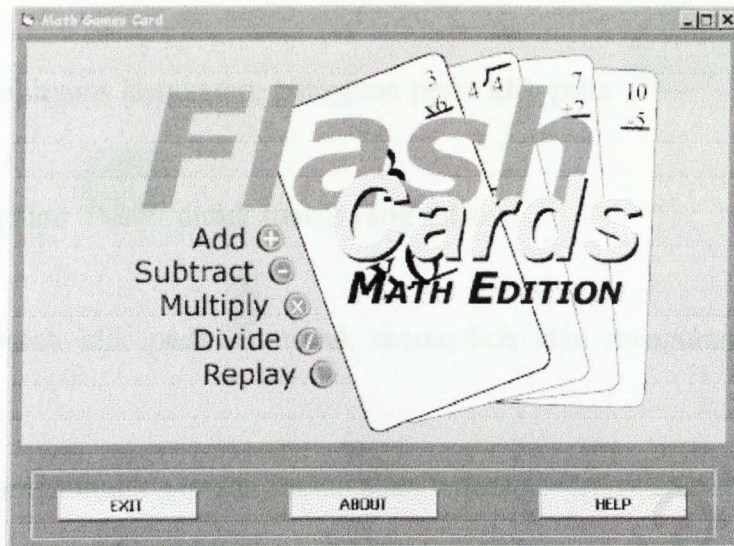 Math Games Card
3
x6
4√4
7
+2
10
-5
Flash
Cards
MATH EDITION
Add
Subtract
Multiply
Divide
Replay
EXIT
ABOUT
HELP